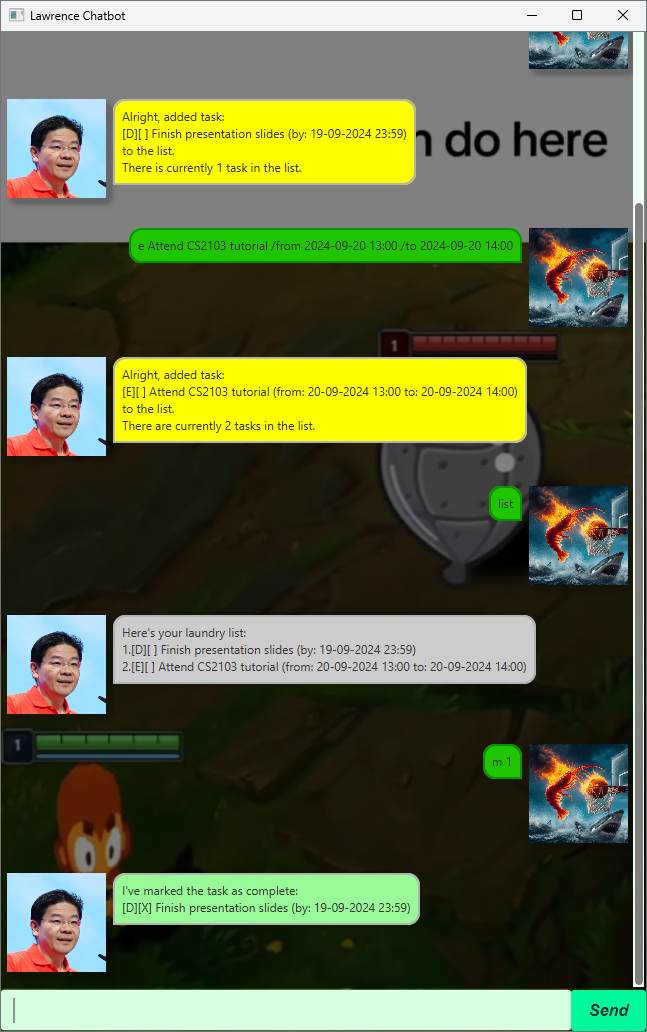 Lawrence Chatbot
Alright, added task:
[D][ ] Finish presentation slides (by: 19-09-2024 23:59)
to the list.
There is currently 1 task in the list.
do here
e Attend CS2103 tutorial /from 2024-09-20 13:00 /to 2024-09-20 14:00
1
Alright, added task:
[E][ ] Attend CS2103 tutorial (from: 20-09-2024 13:00 to: 20-09-2024 14:00)
to the list.
There are currently 2 tasks in the list.
list
Here's your laundry list:
1.[D][ ] Finish presentation slides (by: 19-09-2024 23:59)
2.[E][ ] Attend CS2103 tutorial (from: 20-09-2024 13:00 to: 20-09-2024 14:00)
1
m 1
I've marked the task as complete:
[D][X] Finish presentation slides (by: 19-09-2024 23:59)
Send